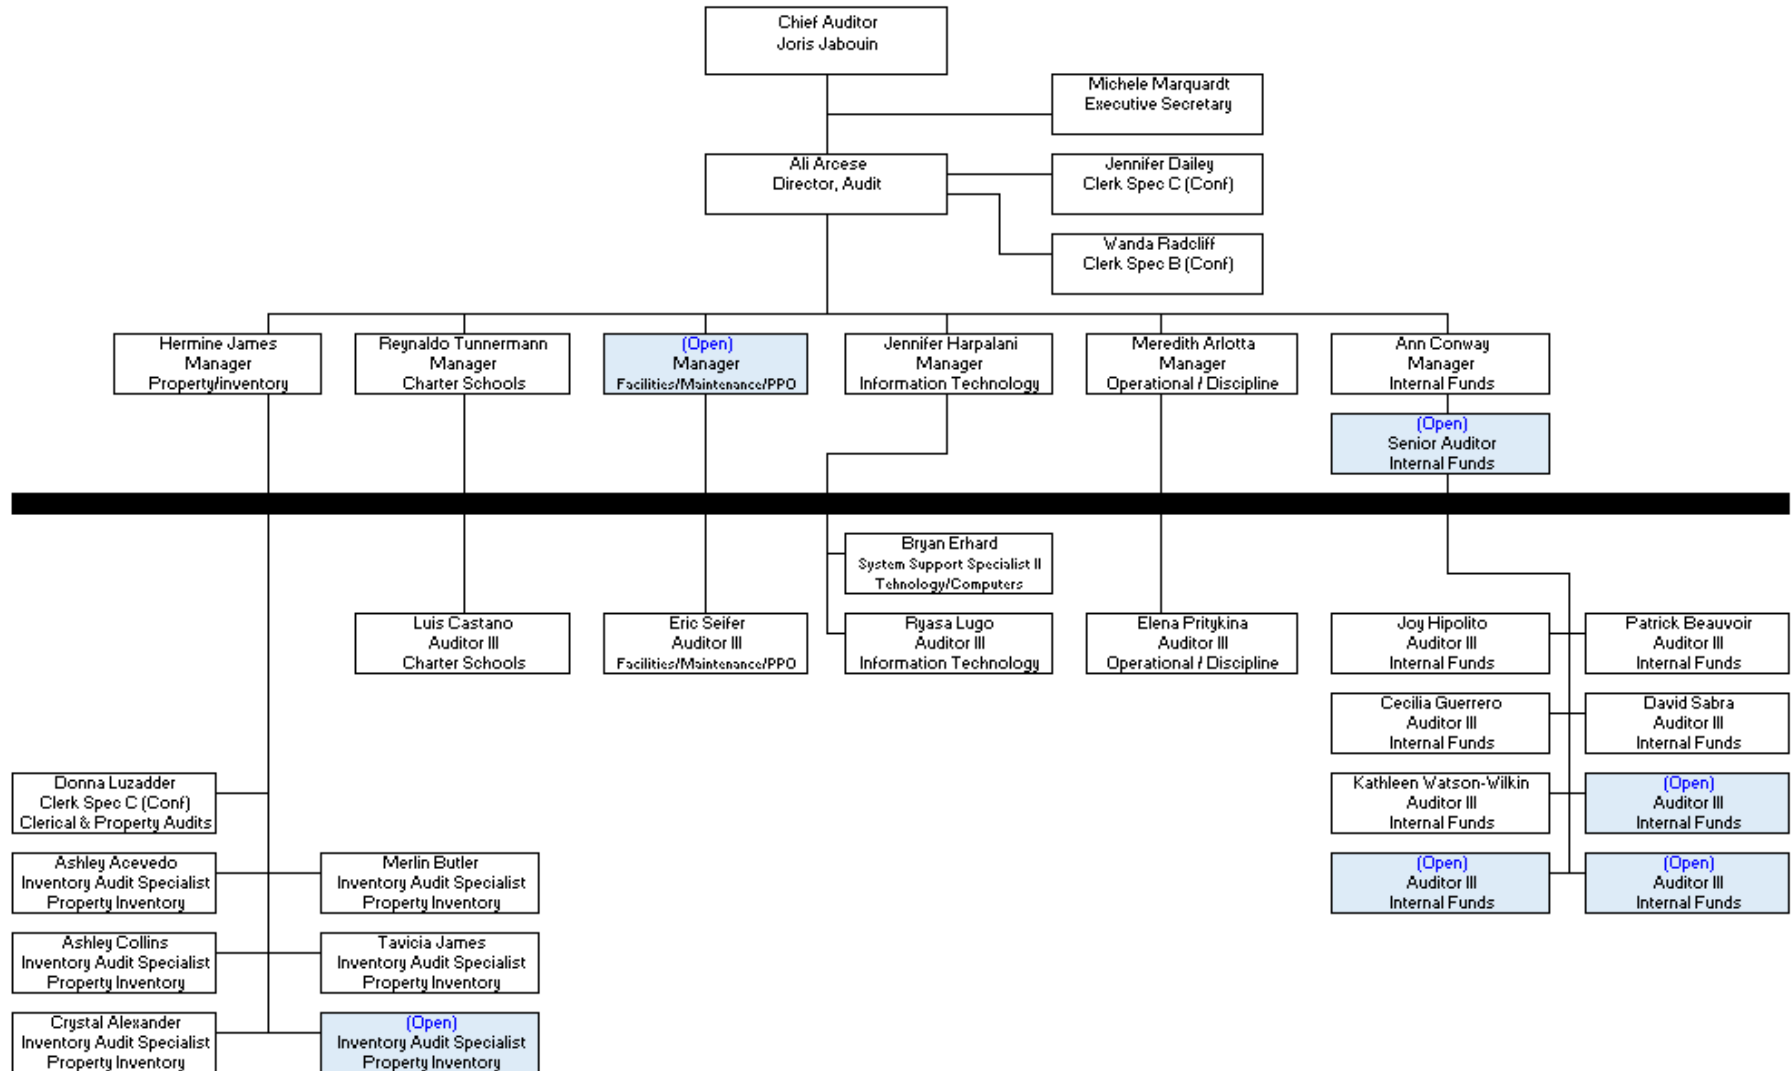 Chief Auditor
Joris Jabouin
Michele Marquardt
Executive Secretary
Ali Arcese
Director, Audit
Jennifer Dailey
Clerk Spec C (Conf)
Wanda Radcliff
Clerk Spec B (Conf)
Hermine James
Manager
Property/inventory
Reynaldo Tunnermann
Manager
Charter Schools
(Open)
Manager
Facilities/Maintenance/PPO
Jennifer Harpalani
Manager
Information Technology
Meredith Arlotta
Manager
Operational / Discipline
Ann Conway
Manager
Internal Funds
(Open)
Senior Auditor
Internal Funds
Bryan Erhard
System Support Specialist II
Tehnology/Computers
Luis Castano
Auditor III
Charter Schools
Eric Seifer
Auditor III
Facilities/Maintenance/PPO
Ryasa Lugo
Auditor III
Information Technology
Elena Pritykina
Auditor III
Operational / Discipline
Joy Hipolito
Auditor III
Internal Funds
Patrick Beauvoir
Auditor III
Internal Funds
Cecilia Guerrero
Auditor III
Internal Funds
David Sabra
Auditor III
Internal Funds
Donna Luzadder
Clerk Spec C (Conf)
Clerical & Property Audits
Kathleen Watson-Wilkin
Auditor III
Internal Funds
(Open)
Auditor III
Internal Funds
Ashley Acevedo
Inventory Audit Specialist
Property Inventory
Merlin Butler
Inventory Audit Specialist
Property Inventory
(Open)
Auditor III
Internal Funds
(Open)
Auditor III
Internal Funds
Ashley Collins
Inventory Audit Specialist
Property Inventory
Tavicia James
Inventory Audit Specialist
Property Inventory
Crystal Alexander
Inventory Audit Specialist
Property Inventory
(Open)
Inventory Audit Specialist
Property Inventory